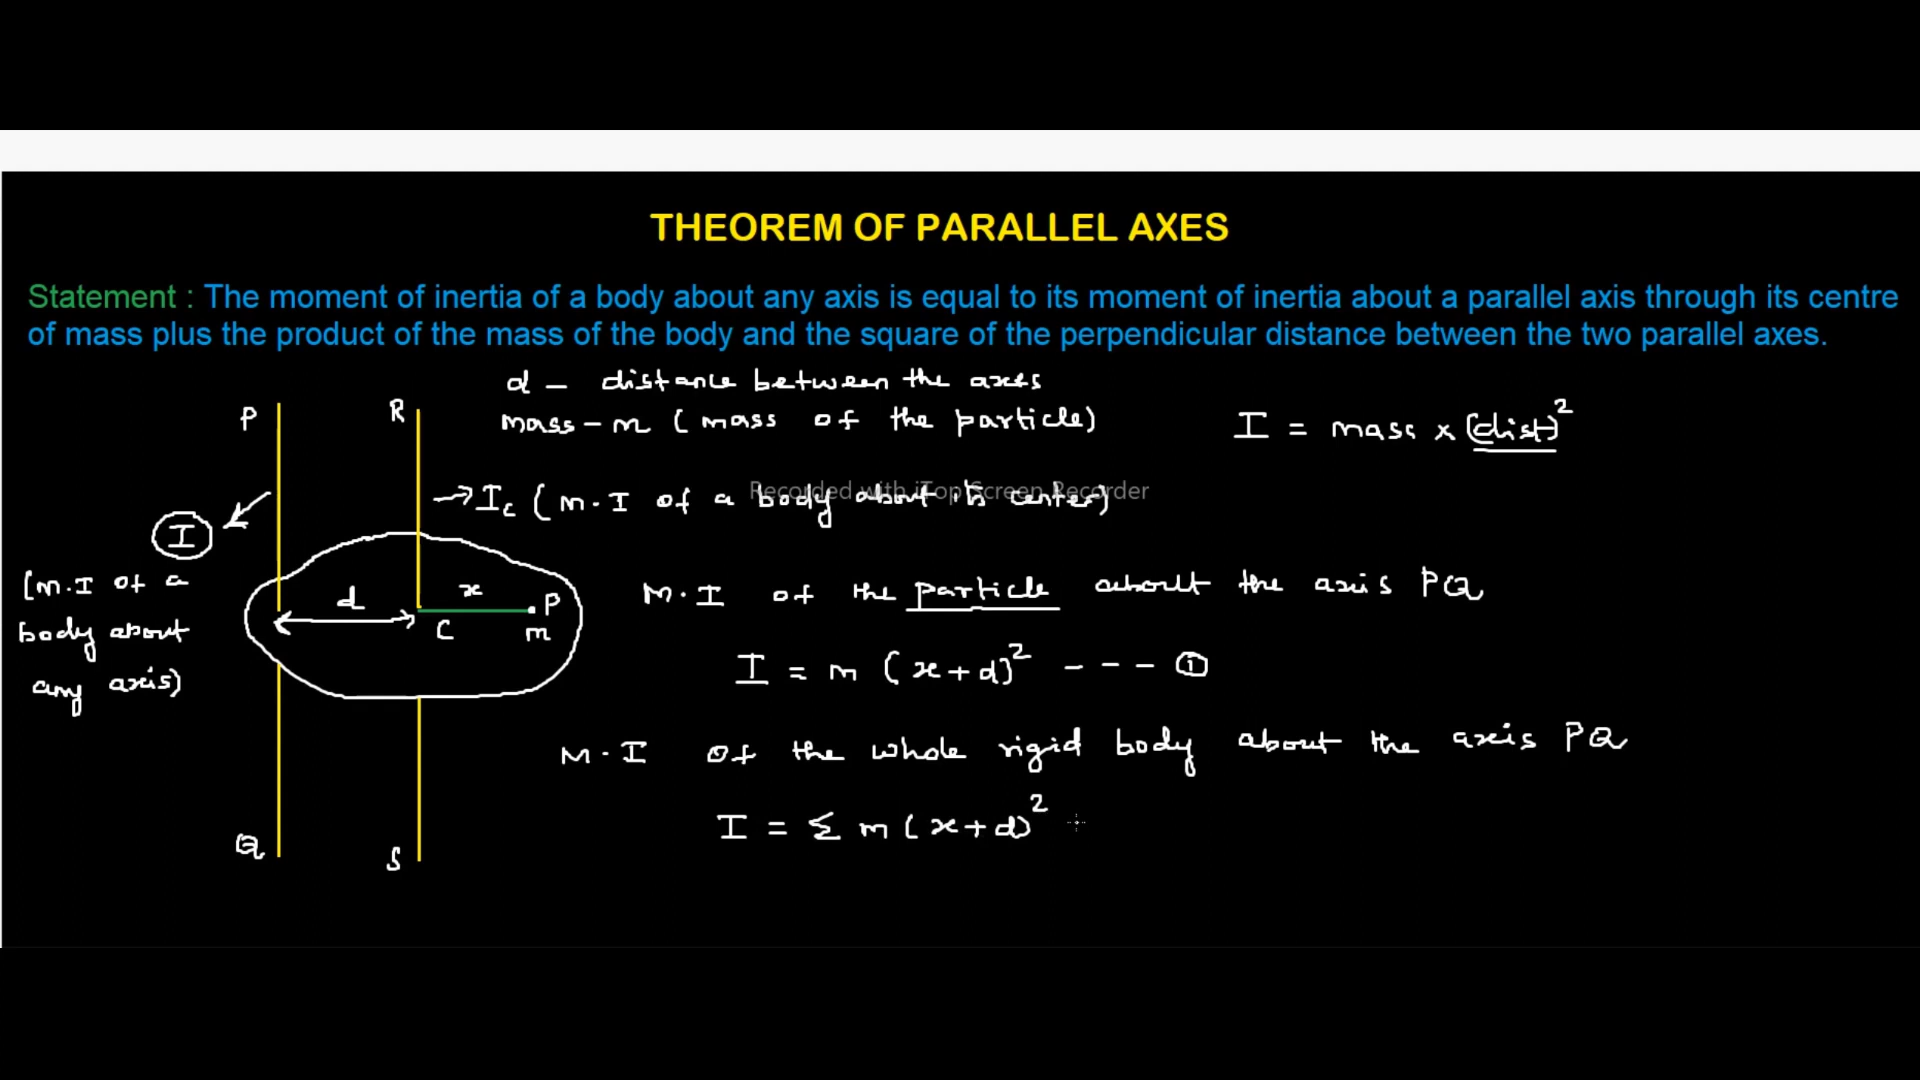 THEOREM OF PARALLEL AXES
Statement : The moment of inertia of a body about any axis is equal to its moment of inertia about a parallel axis through its centre
of mass plus the product of the mass of the body and the square of the perpendicular distance between the two parallel axes.
d – distance between the axes
mass – m (mass of the particle)
I = mass × (dist)²
P
R
→ I_c (M.I of a body about its center)
Recorded with iTop Screen Recorder
I
(M.I of a
body about
any axis)
d
x
P
C
m
M.I of the particle about the axis PQ
I = m (x+d)² - - - ①
M.I of the whole rigid body about the axis PQ
I = Σ m(x+d)²
Q
S